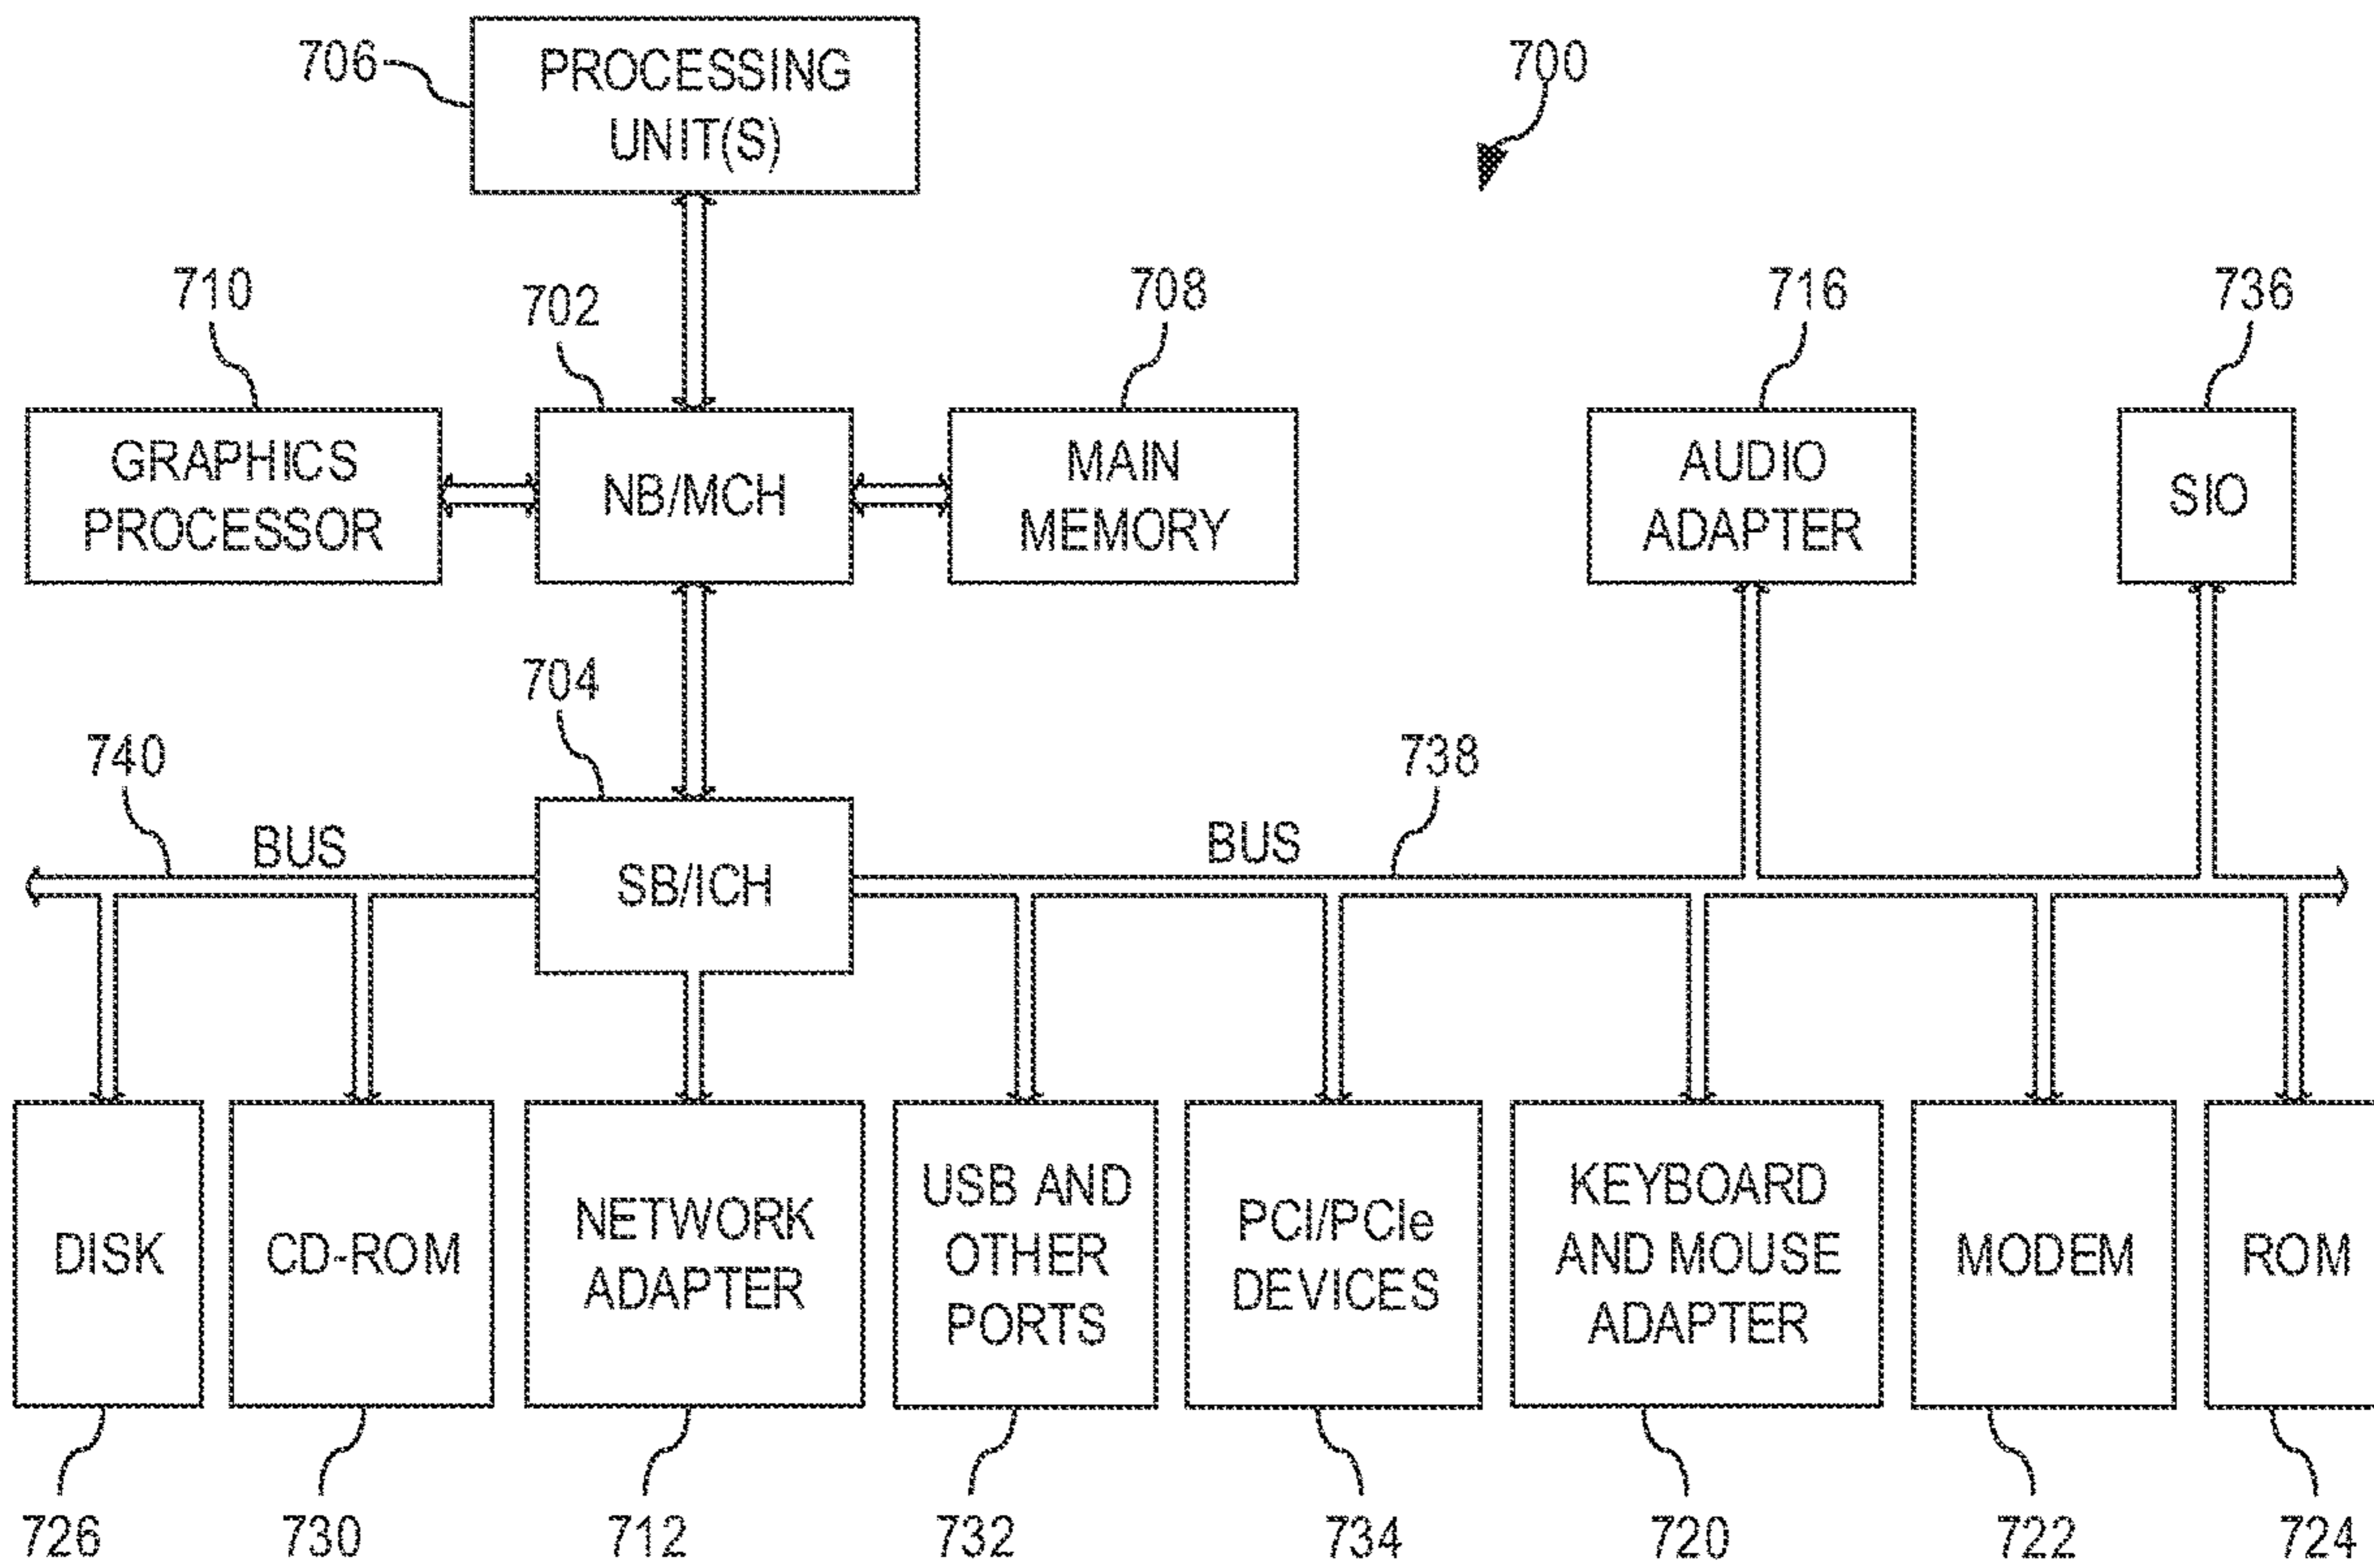 706
PROCESSING
UNIT(S)
700
710
702
708
716
736
GRAPHICS
PROCESSOR
NB/MCH
MAIN
MEMORY
AUDIO
ADAPTER
SIO
704
740
738
BUS
SB/ICH
BUS
DISK
CD-ROM
NETWORK
ADAPTER
USB AND
OTHER
PORTS
PCI/PCIe
DEVICES
KEYBOARD
AND MOUSE
ADAPTER
MODEM
ROM
726
730
712
732
734
720
722
724